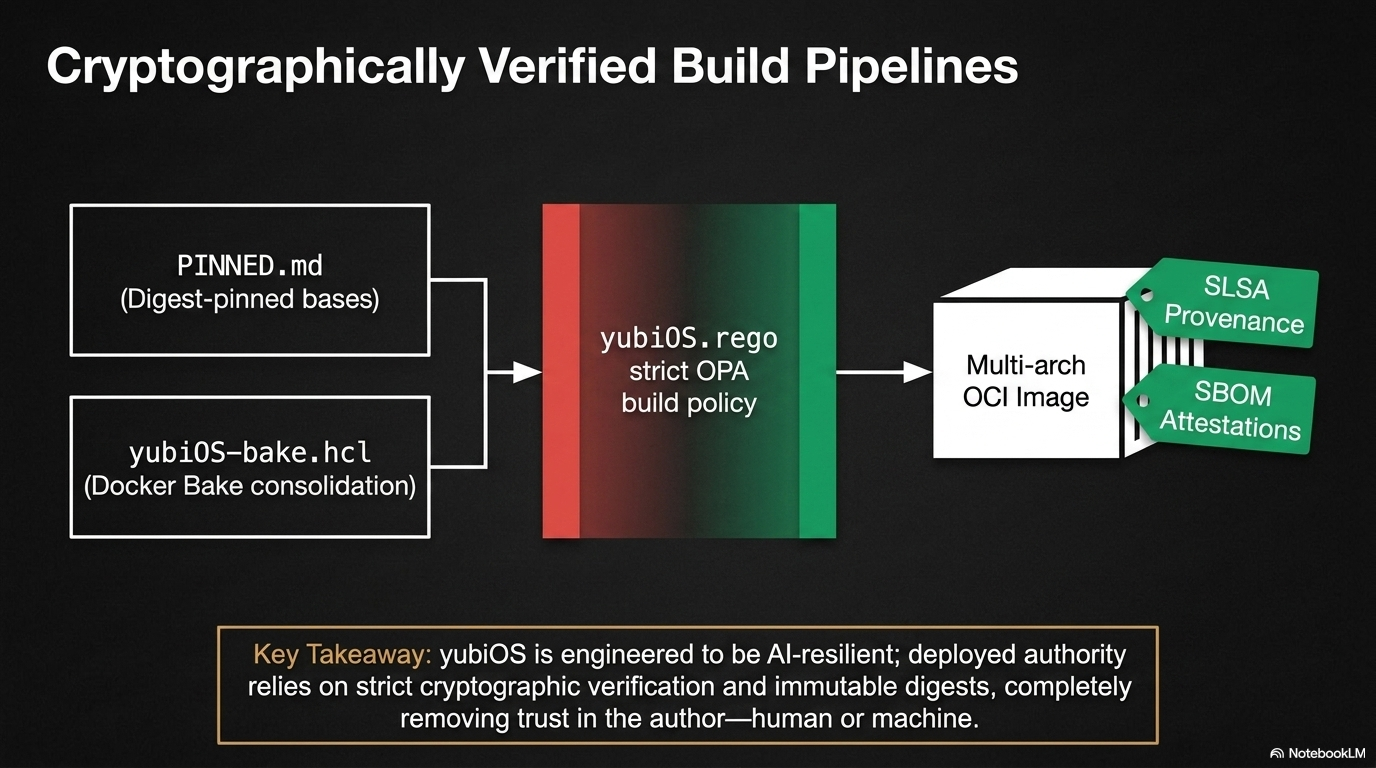 Cryptographically Verified Build Pipelines
PINNED.md
(Digest-pinned bases)
yubiOS-bake.hcl
(Docker Bake consolidation)
yubiOS.rego
strict OPA
build policy
Multi-arch
OCI Image
SLSA
Provenance
SBOM
Attestations
Key Takeaway: yubiOS is engineered to be AI-resilient; deployed authority
relies on strict cryptographic verification and immutable digests, completely
removing trust in the author—human or machine.
NotebookLM